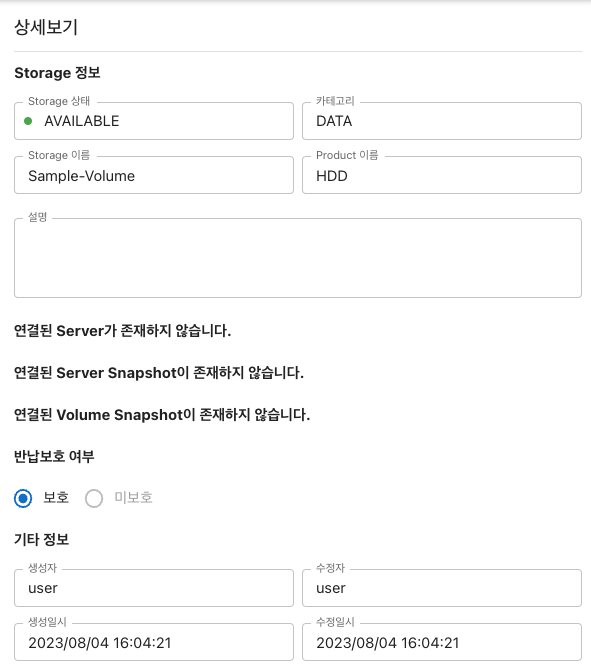 상세보기
Storage 정보
Storage 상태
카테고리
AVAILABLE
DATA
Storage 이름
Product 이름
Sample-Volume
HDD
설명
연결된 Server가 존재하지 않습니다.
연결된 Server Snapshot이 존재하지 않습니다.
연결된 Volume Snapshot이 존재하지 않습니다.
반납보호 여부
보호 미보호
기타 정보
생성자
수정자
user
user
생성일시
수정일시
2023/08/04 16:04:21
2023/08/04 16:04:21